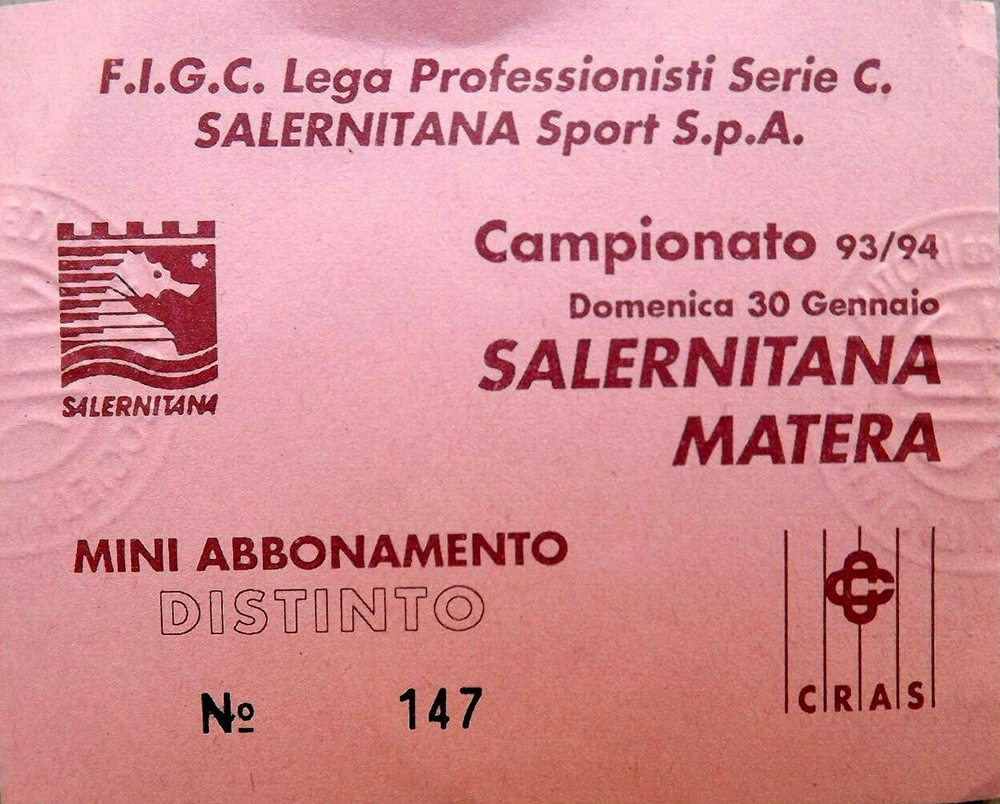 F.I.G.C. Lega Professionisti Serie C.
SALERNITANA Sport S.p.A.
Campionato 93/94
Domenica 30 Gennaio
SALERNITANA
MATERA
SALERNITANA
MINI ABBONAMENTO
DISTINTO
Nº 147
CRAS